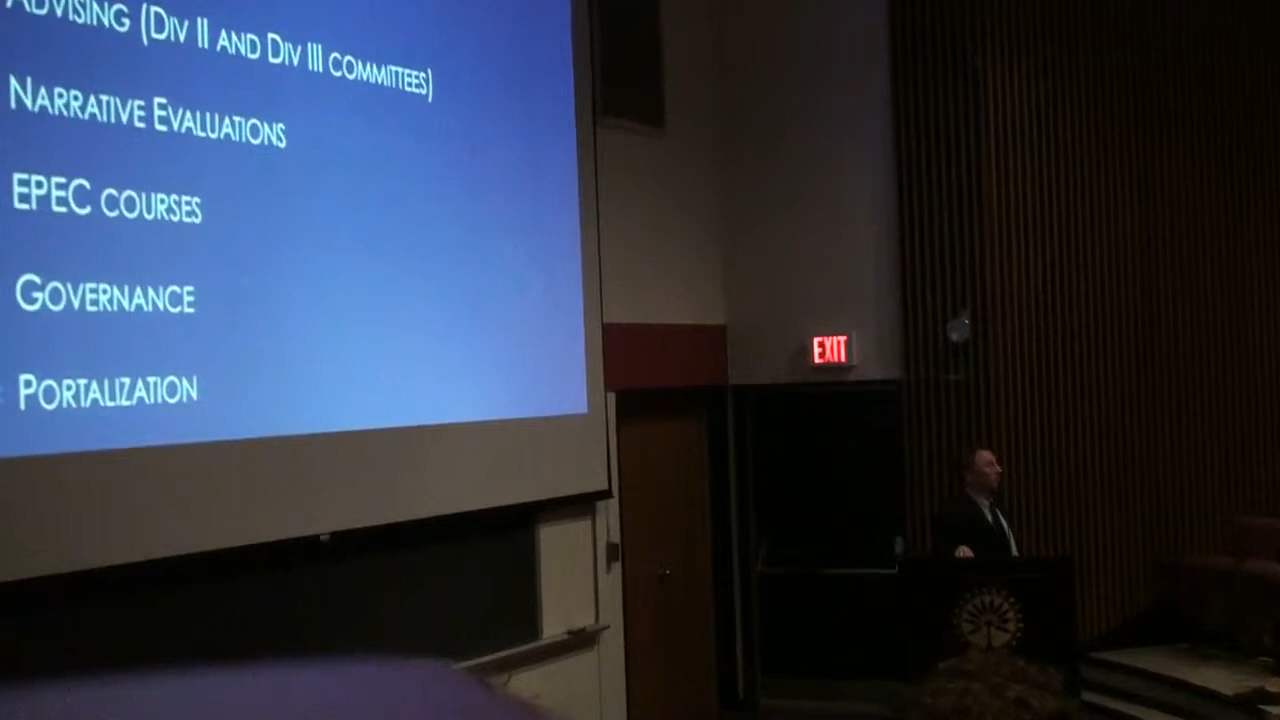 ADVISING (DIV II AND DIV III COMMITTEES)
NARRATIVE EVALUATIONS
EPEC COURSES
GOVERNANCE
PORTALIZATION
EXIT